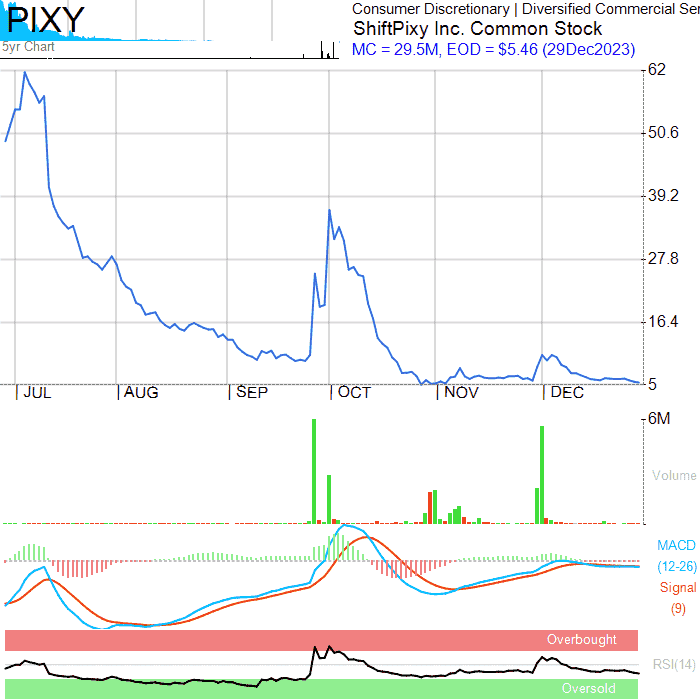 PIXY
Consumer Discretionary | Diversified Commercial Ser
ShiftPixy Inc. Common Stock
5yr Chart
MC = 29.5M, EOD = $5.46 (29Dec2023)
62
50.6
39.2
27.8
16.4
5
JUL AUG SEP OCT NOV DEC
6M
Volume
MACD
(12-26)
Signal
(9)
Overbought
RSI(14)
Oversold